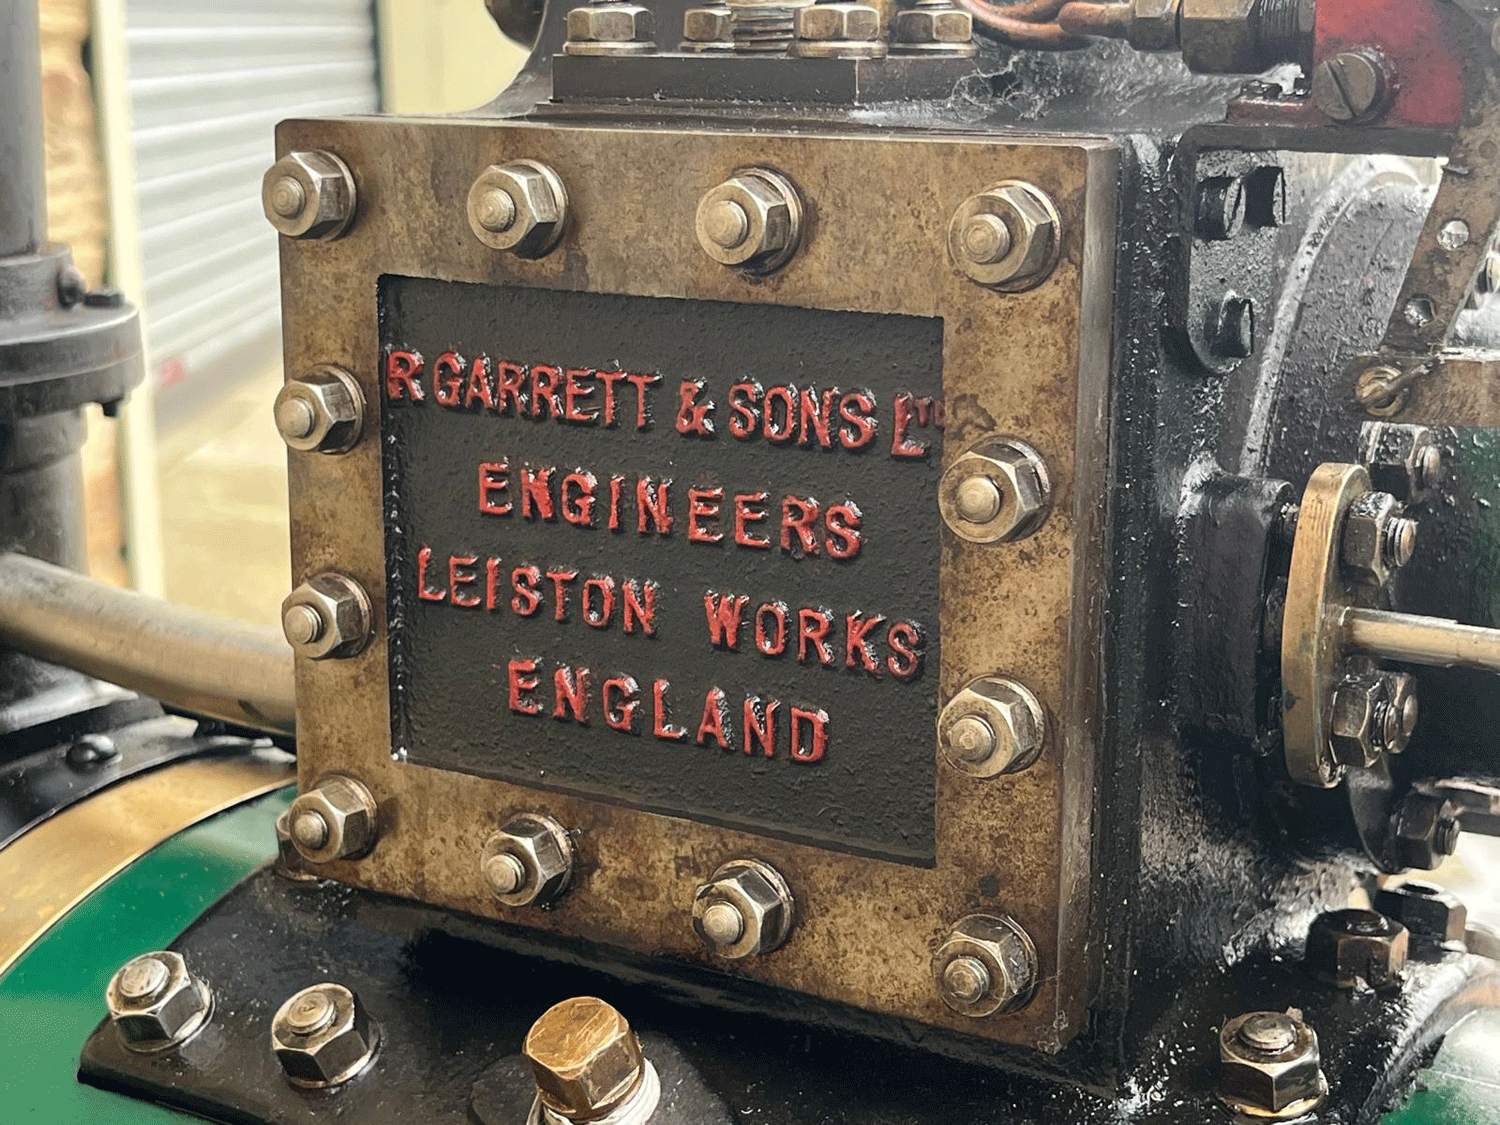 R GARRETT & SONS LTD
ENGINEERS
LEISTON WORKS
ENGLAND